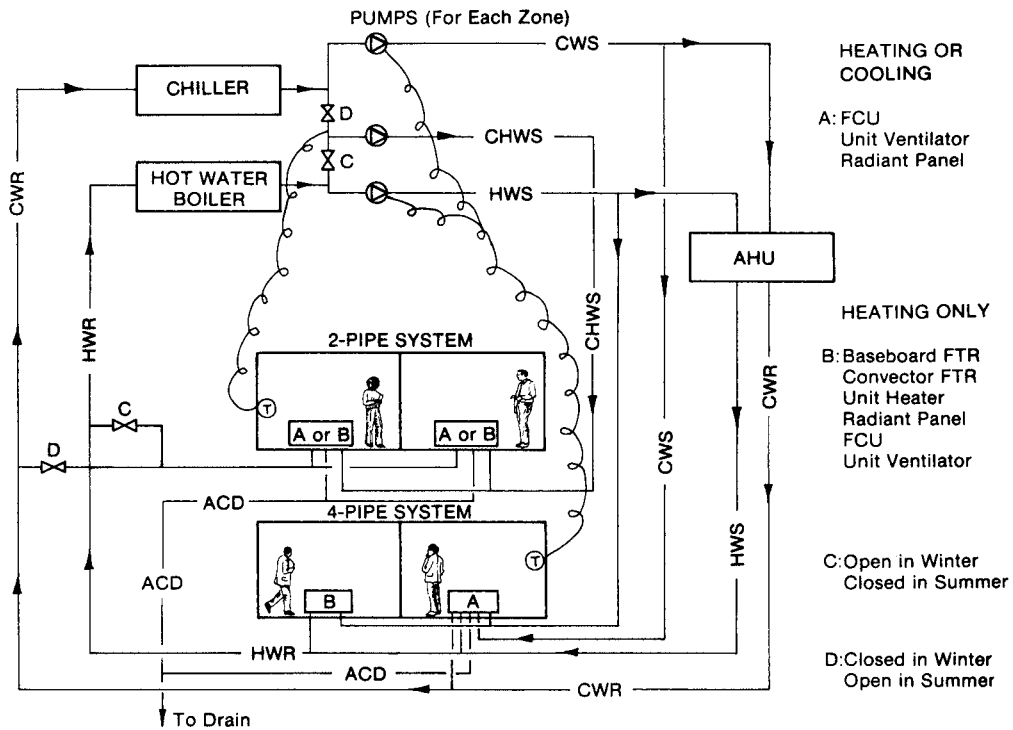 PUMPS (For Each Zone)
CWS
HEATING OR
COOLING
CHILLER
D
A: FCU
Unit Ventilator
Radiant Panel
CHWS
C
HOT WATER
BOILER
HWS
CWR
AHU
HEATING ONLY
CHWS
HWR
2-PIPE SYSTEM
B: Baseboard FTR
Convector FTR
Unit Heater
Radiant Panel
FCU
Unit Ventilator
CWR
T
C
A or B
A or B
D
CWS
ACD
4-PIPE SYSTEM
HWS
T
C: Open in Winter
Closed in Summer
ACD
B
A
HWR
ACD
D: Closed in Winter
Open in Summer
CWR
To Drain